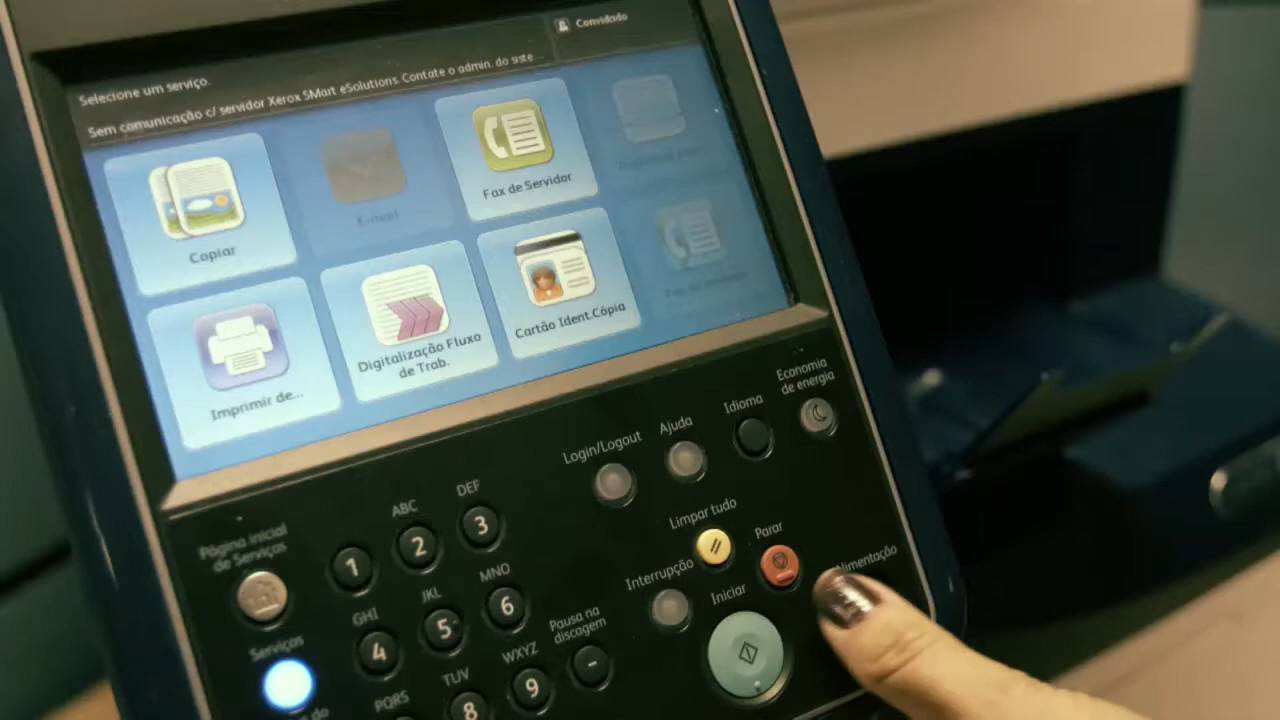 Convidado
Selecione um serviço.
Sem comunicação c/ servidor Xerox SMart eSolutions. Contate o admin. do siste...
Copiar
E-mail
Fax de Servidor
Imprimir de...
Digitalização Fluxo
de Trab.
Cartão Ident.Cópia
Economia
de energia
Idioma
Ajuda
Login/Logout
Limpar tudo
Parar
Alimentação
Interrupção
Iniciar
Página inicial
de Serviços
Serviços
ABC
DEF
1
2
3
GHI
JKL
MNO
4
5
6
Pausa na
discagem
-
PQRS
TUV
WXYZ
8
9